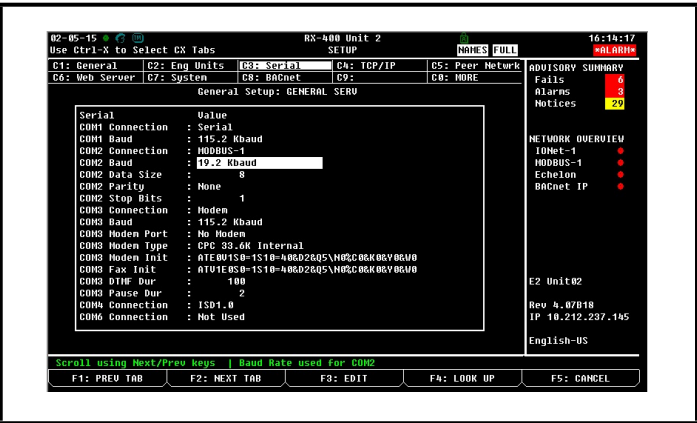 02-05-15 RX-400 Unit 2 16:14:17
Use Ctrl-X to Select CX Tabs SETUP NAMES FULL *ALARM*
C1: General C2: Eng Units C3: Serial C4: TCP/IP C5: Peer Netwrk
C6: Web Server C7: System C8: BACnet C9: C0: MORE
General Setup: GENERAL SERV
Serial Value
COM1 Connection : Serial
COM1 Baud : 115.2 Kbaud
COM2 Connection : MODBUS-1
COM2 Baud : 19.2 Kbaud
COM2 Data Size : 8
COM2 Parity : None
COM2 Stop Bits : 1
COM3 Connection : Modem
COM3 Baud : 115.2 Kbaud
COM3 Modem Port : No Modem
COM3 Modem Type : CPC 33.6K Internal
COM3 Modem Init : ATE0V1S0=1S10=40&D2&Q5\N0%C0&K0&Y0&W0
COM3 Fax Init : ATV1E0S0=1S10=40&D2&Q5\N0%C0&K0&Y0&W0
COM3 DTMF Dur : 100
COM3 Pause Dur : 2
COM4 Connection : ISD1.0
COM6 Connection : Not Used
ADVISORY SUMMARY
Fails 6
Alarms 3
Notices 29
NETWORK OVERVIEW
IONet-1
MODBUS-1
Echelon
BACnet IP
E2 Unit02
Rev 4.07B18
IP 10.212.237.145
English-US
Scroll using Next/Prev keys | Baud Rate used for COM2
F1: PREV TAB F2: NEXT TAB F3: EDIT F4: LOOK UP F5: CANCEL